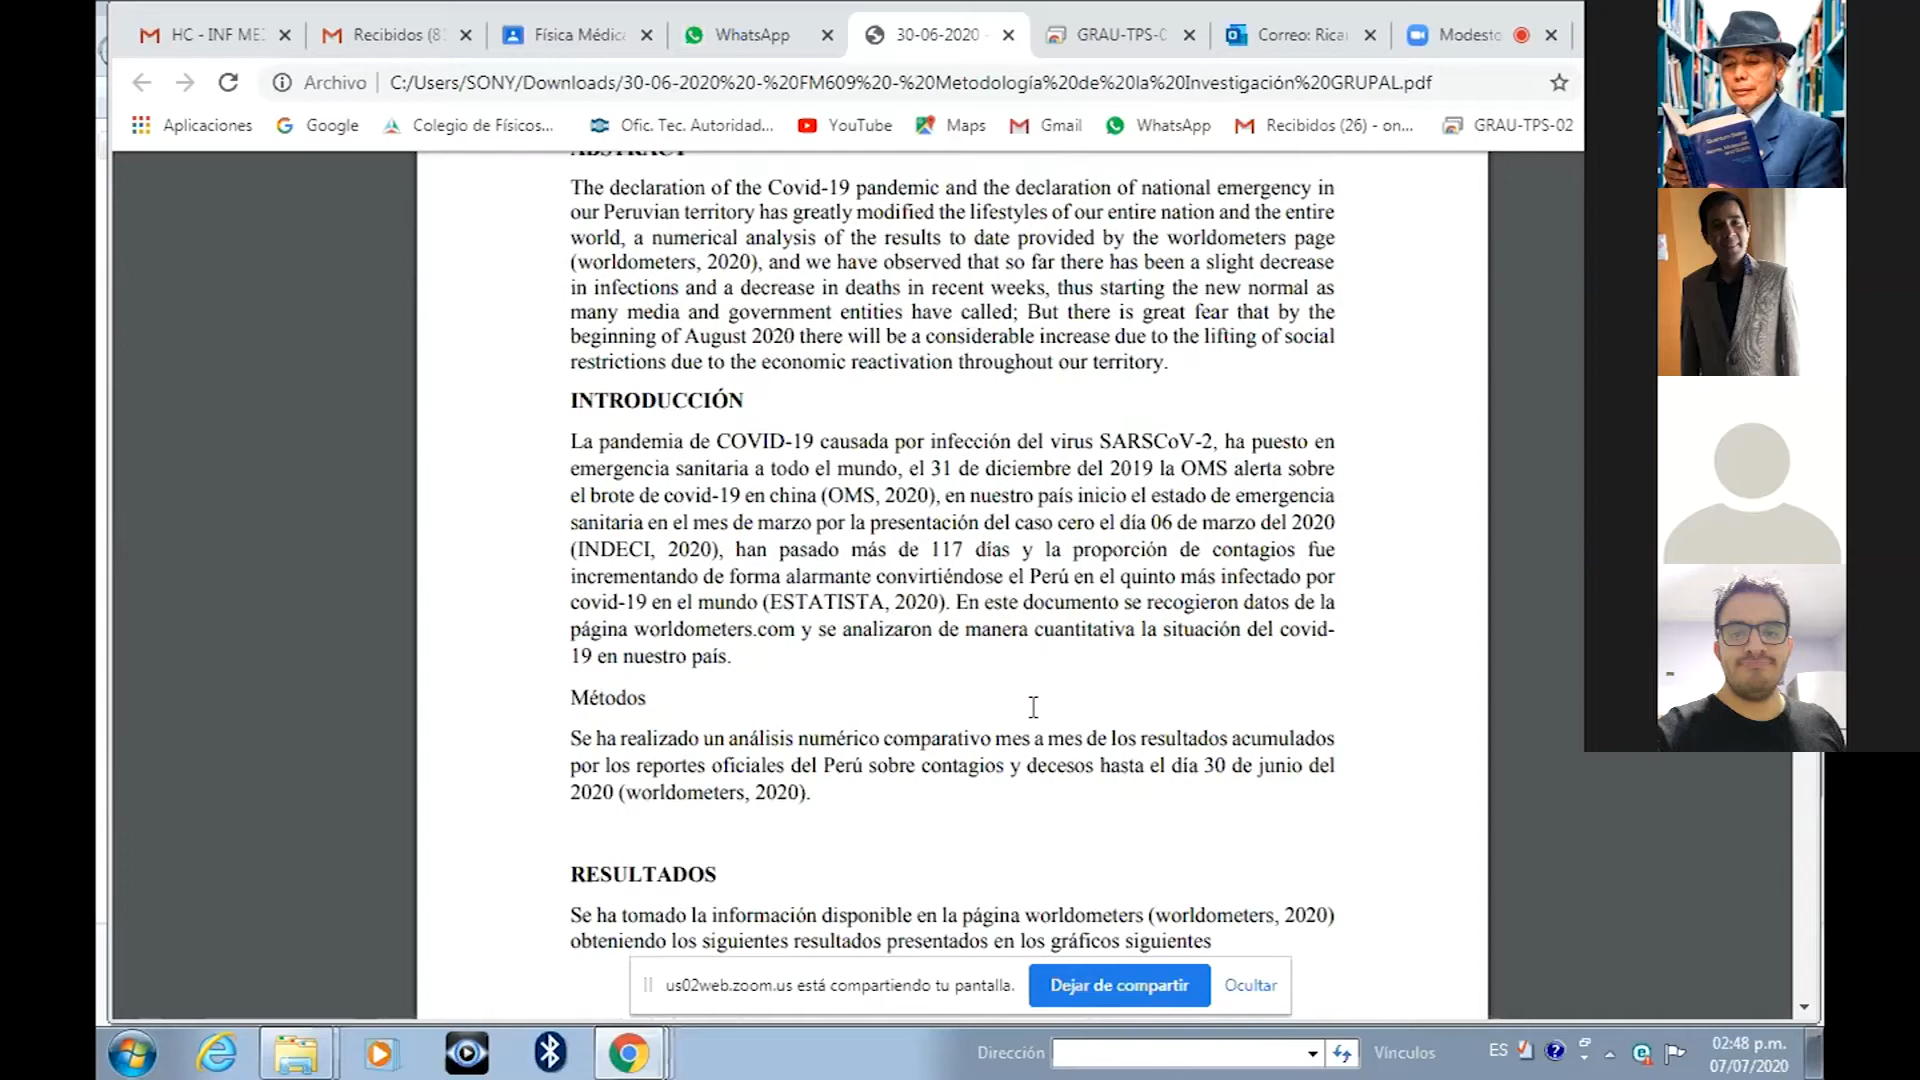 HC - INF ME
Recibidos (8
Física Médic
WhatsApp
30-06-2020 -
GRAU-TPS-0
Correo: Rica
Modesto
Archivo
C:/Users/SONY/Downloads/30-06-2020%20-%20FM609%20-%20Metodología%20de%20la%20Investigación%20GRUPAL.pdf
Aplicaciones
Google
Colegio de Físicos...
Ofic. Tec. Autoridad...
YouTube
Maps
Gmail
WhatsApp
Recibidos (26) - on...
GRAU-TPS-02
ABSTRACT
The declaration of the Covid-19 pandemic and the declaration of national emergency in
our Peruvian territory has greatly modified the lifestyles of our entire nation and the entire
world, a numerical analysis of the results to date provided by the worldometers page
(worldometers, 2020), and we have observed that so far there has been a slight decrease
in infections and a decrease in deaths in recent weeks, thus starting the new normal as
many media and government entities have called; But there is great fear that by the
beginning of August 2020 there will be a considerable increase due to the lifting of social
restrictions due to the economic reactivation throughout our territory.
INTRODUCCIÓN
La pandemia de COVID-19 causada por infección del virus SARSCoV-2, ha puesto en
emergencia sanitaria a todo el mundo, el 31 de diciembre del 2019 la OMS alerta sobre
el brote de covid-19 en china (OMS, 2020), en nuestro país inicio el estado de emergencia
sanitaria en el mes de marzo por la presentación del caso cero el día 06 de marzo del 2020
(INDECI, 2020), han pasado más de 117 días y la proporción de contagios fue
incrementando de forma alarmante convirtiéndose el Perú en el quinto más infectado por
covid-19 en el mundo (ESTATISTA, 2020). En este documento se recogieron datos de la
página worldometers.com y se analizaron de manera cuantitativa la situación del covid-
19 en nuestro país.
Métodos
Se ha realizado un análisis numérico comparativo mes a mes de los resultados acumulados
por los reportes oficiales del Perú sobre contagios y decesos hasta el día 30 de junio del
2020 (worldometers, 2020).
RESULTADOS
Se ha tomado la información disponible en la página worldometers (worldometers, 2020)
obteniendo los siguientes resultados presentados en los gráficos siguientes
us02web.zoom.us está compartiendo tu pantalla.
Dejar de compartir
Ocultar
Dirección
Vínculos
ES
02:48 p.m.
07/07/2020